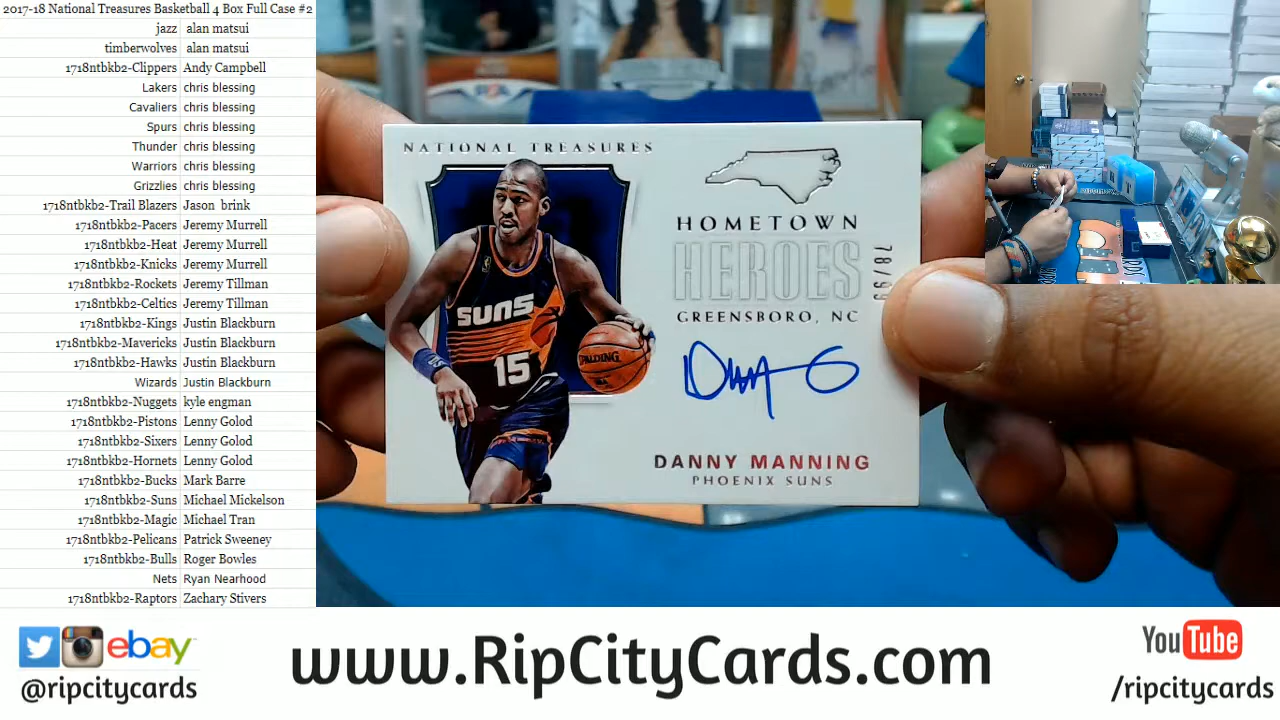 2017-18 National Treasures Basketball 4 Box Full Case #2
jazz alan matsui
timberwolves alan matsui
1718ntbkb2-Clippers Andy Campbell
Lakers chris blessing
Cavaliers chris blessing
Spurs chris blessing
Thunder chris blessing
Warriors chris blessing
Grizzlies chris blessing
1718ntbkb2-Trail Blazers Jason brink
1718ntbkb2-Pacers Jeremy Murrell
1718ntbkb2-Heat Jeremy Murrell
1718ntbkb2-Knicks Jeremy Murrell
1718ntbkb2-Rockets Jeremy Tillman
1718ntbkb2-Celtics Jeremy Tillman
1718ntbkb2-Kings Justin Blackburn
1718ntbkb2-Mavericks Justin Blackburn
1718ntbkb2-Hawks Justin Blackburn
Wizards Justin Blackburn
1718ntbkb2-Nuggets kyle engman
1718ntbkb2-Pistons Lenny Golod
1718ntbkb2-Sixers Lenny Golod
1718ntbkb2-Hornets Lenny Golod
1718ntbkb2-Bucks Mark Barre
1718ntbkb2-Suns Michael Mickelson
1718ntbkb2-Magic Michael Tran
1718ntbkb2-Pelicans Patrick Sweeney
1718ntbkb2-Bulls Roger Bowles
Nets Ryan Nearhood
1718ntbkb2-Raptors Zachary Stivers
NATIONAL TREASURES
HOMETOWN
HEROES
78/99
GREENSBORO, NC
SUNS
15
SPALDING
DANNY MANNING
PHOENIX SUNS
ebay
@ripcitycards
www.RipCityCards.com
YouTube
/ripcitycards